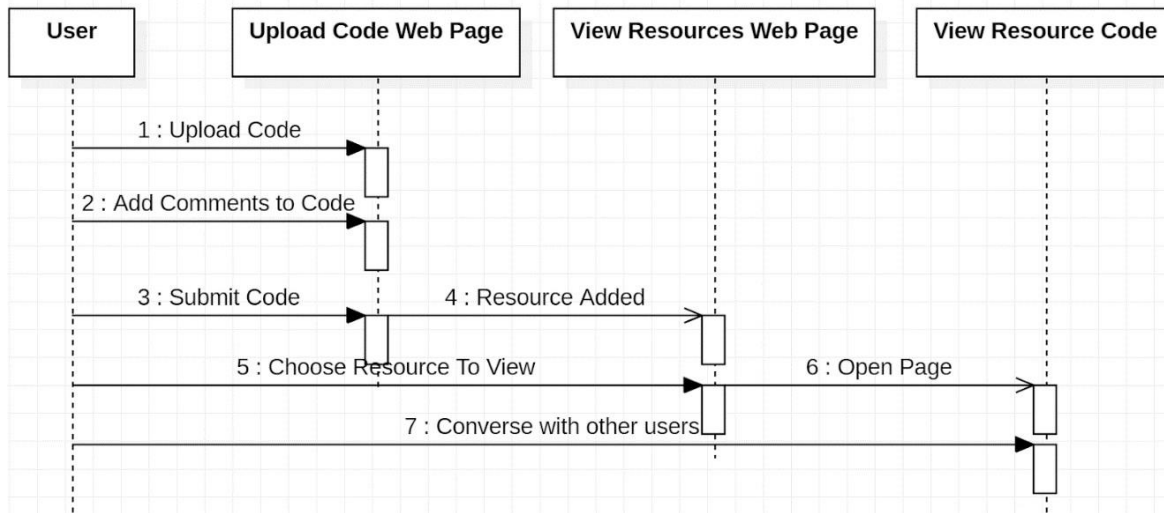 User
Upload Code Web Page
View Resources Web Page
View Resource Code
1 : Upload Code
2 : Add Comments to Code
3 : Submit Code
4 : Resource Added
5 : Choose Resource To View
6 : Open Page
7 : Converse with other users